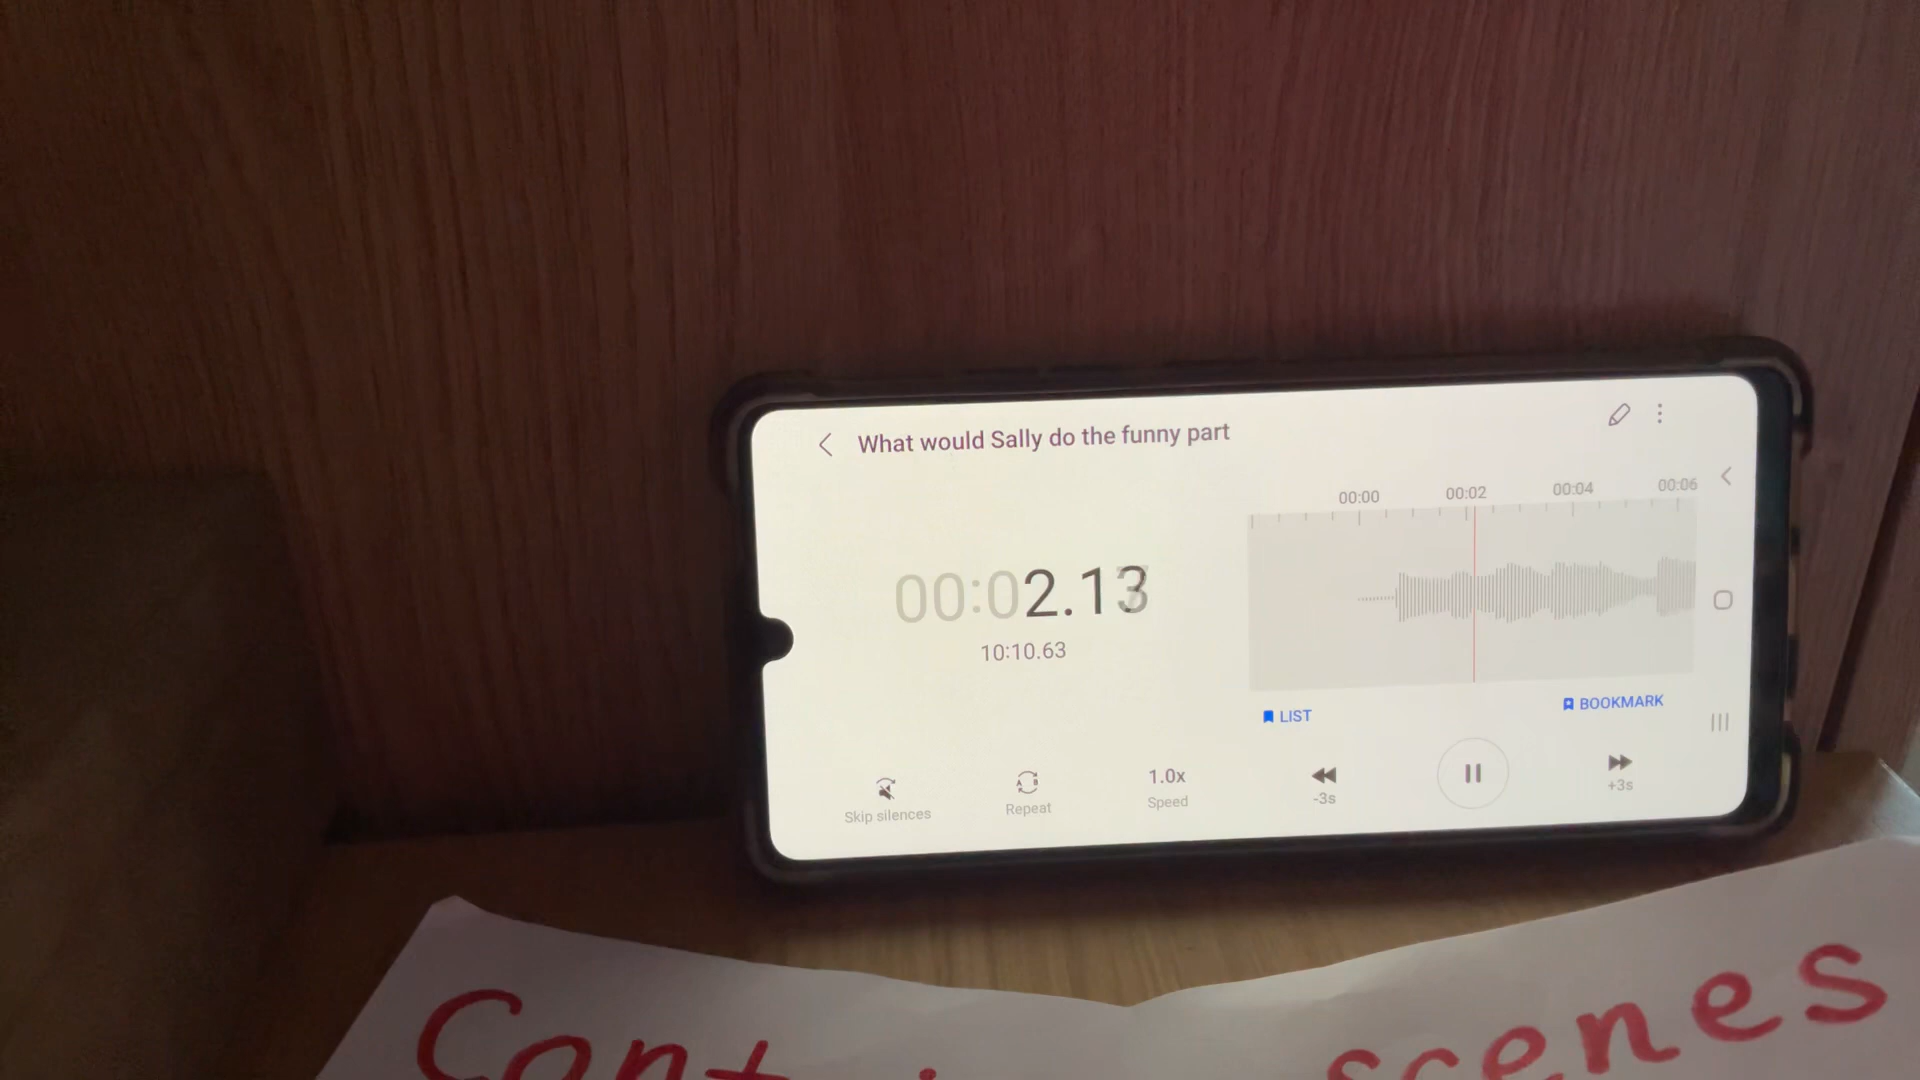 What would Sally do the funny part
00:00 00:02 00:04 00:06
00:02.13
10:10.63
LIST BOOKMARK
1.0x
Skip silences Repeat Speed -3s +3s
scenes